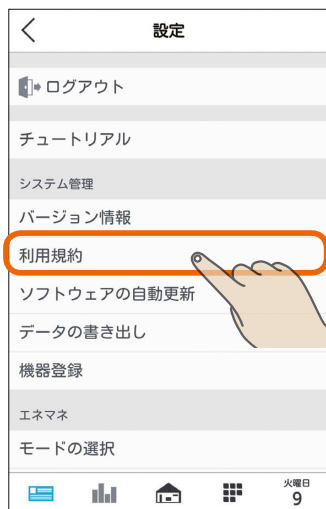 設定
ログアウト
チュートリアル
システム管理
バージョン情報
利用規約
ソフトウェアの自動更新
データの書き出し
機器登録
エネマネ
モードの選択
火曜日
9